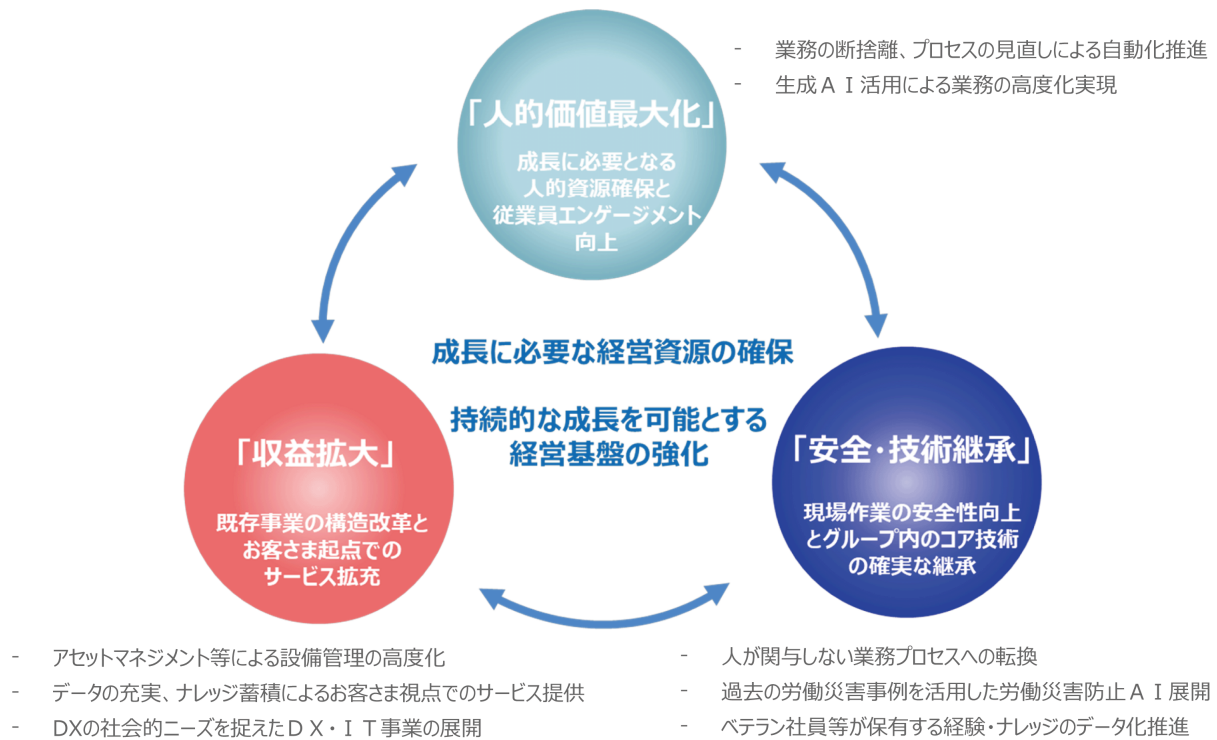 - 業務の断捨離、プロセスの見直しによる自動化推進
- 生成ＡＩ活用による業務の高度化実現
「人的価値最大化」
成長に必要となる
人的資源確保と
従業員エンゲージメント
向上
成長に必要な経営資源の確保
持続的な成長を可能とする
経営基盤の強化
「収益拡大」
既存事業の構造改革と
お客さま起点での
サービス拡充
「安全・技術継承」
現場作業の安全性向上
とグループ内のコア技術
の確実な継承
- アセットマネジメント等による設備管理の高度化
- データの充実、ナレッジ蓄積によるお客さま視点でのサービス提供
- DXの社会的ニーズを捉えたＤＸ・ＩＴ事業の展開
- 人が関与しない業務プロセスへの転換
- 過去の労働災害事例を活用した労働災害防止ＡＩ展開
- ベテラン社員等が保有する経験・ナレッジのデータ化推進